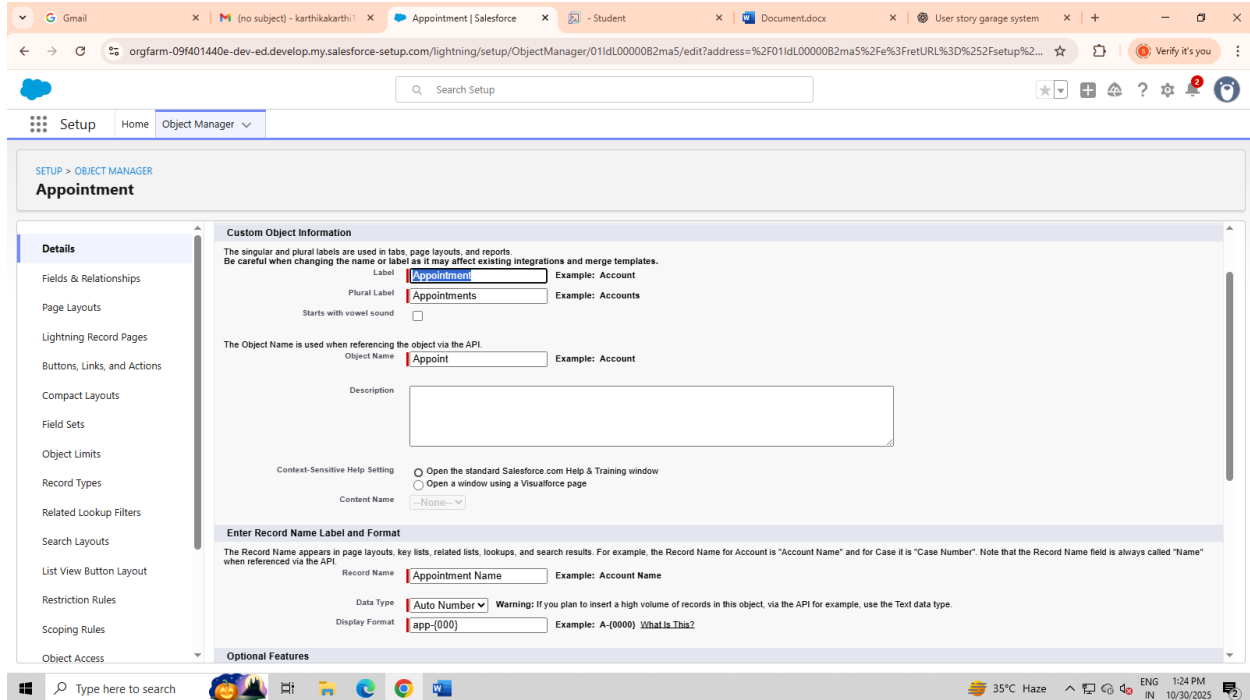 Gmail
(no subject) - karthikakarthi1
Appointment | Salesforce
- Student
Document.docx
User story garage system
orgfarm-09f401440e-dev-ed.develop.my.salesforce-setup.com/lightning/setup/ObjectManager/01IdL00000B2ma5/edit?address=%2F01IdL00000B2ma5%2Fe%3FretURL%3D%252Fsetup%2...
Verify it's you
Search Setup
2
Setup
Home
Object Manager
SETUP > OBJECT MANAGER
Appointment
Details
Fields & Relationships
Page Layouts
Lightning Record Pages
Buttons, Links, and Actions
Compact Layouts
Field Sets
Object Limits
Record Types
Related Lookup Filters
Search Layouts
List View Button Layout
Restriction Rules
Scoping Rules
Object Access
Custom Object Information
The singular and plural labels are used in tabs, page layouts, and reports.
Be careful when changing the name or label as it may affect existing integrations and merge templates.
Label Appointment Example: Account
Plural Label Appointments Example: Accounts
Starts with vowel sound
The Object Name is used when referencing the object via the API.
Object Name Appoint Example: Account
Description
Context-Sensitive Help Setting Open the standard Salesforce.com Help & Training window
Open a window using a Visualforce page
Content Name --None--
Enter Record Name Label and Format
The Record Name appears in page layouts, key lists, related lists, lookups, and search results. For example, the Record Name for Account is "Account Name" and for Case it is "Case Number". Note that the Record Name field is always called "Name"
when referenced via the API.
Record Name Appointment Name Example: Account Name
Data Type Auto Number Warning: If you plan to insert a high volume of records in this object, via the API for example, use the Text data type.
Display Format app-{000} Example: A-{0000} What Is This?
Optional Features
Type here to search
35°C Haze
ENG
IN
1:24 PM
10/30/2025
2